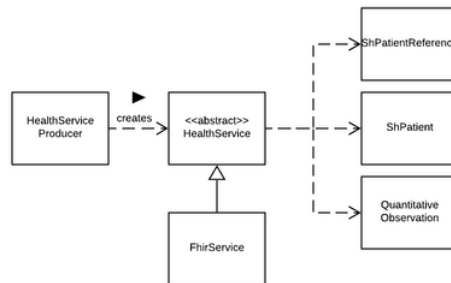 ShPatientReferenc
HealthService
Producer
▶
creates
<<abstract>>
HealthService
ShPatient
Quantitative
Observation
FhirService